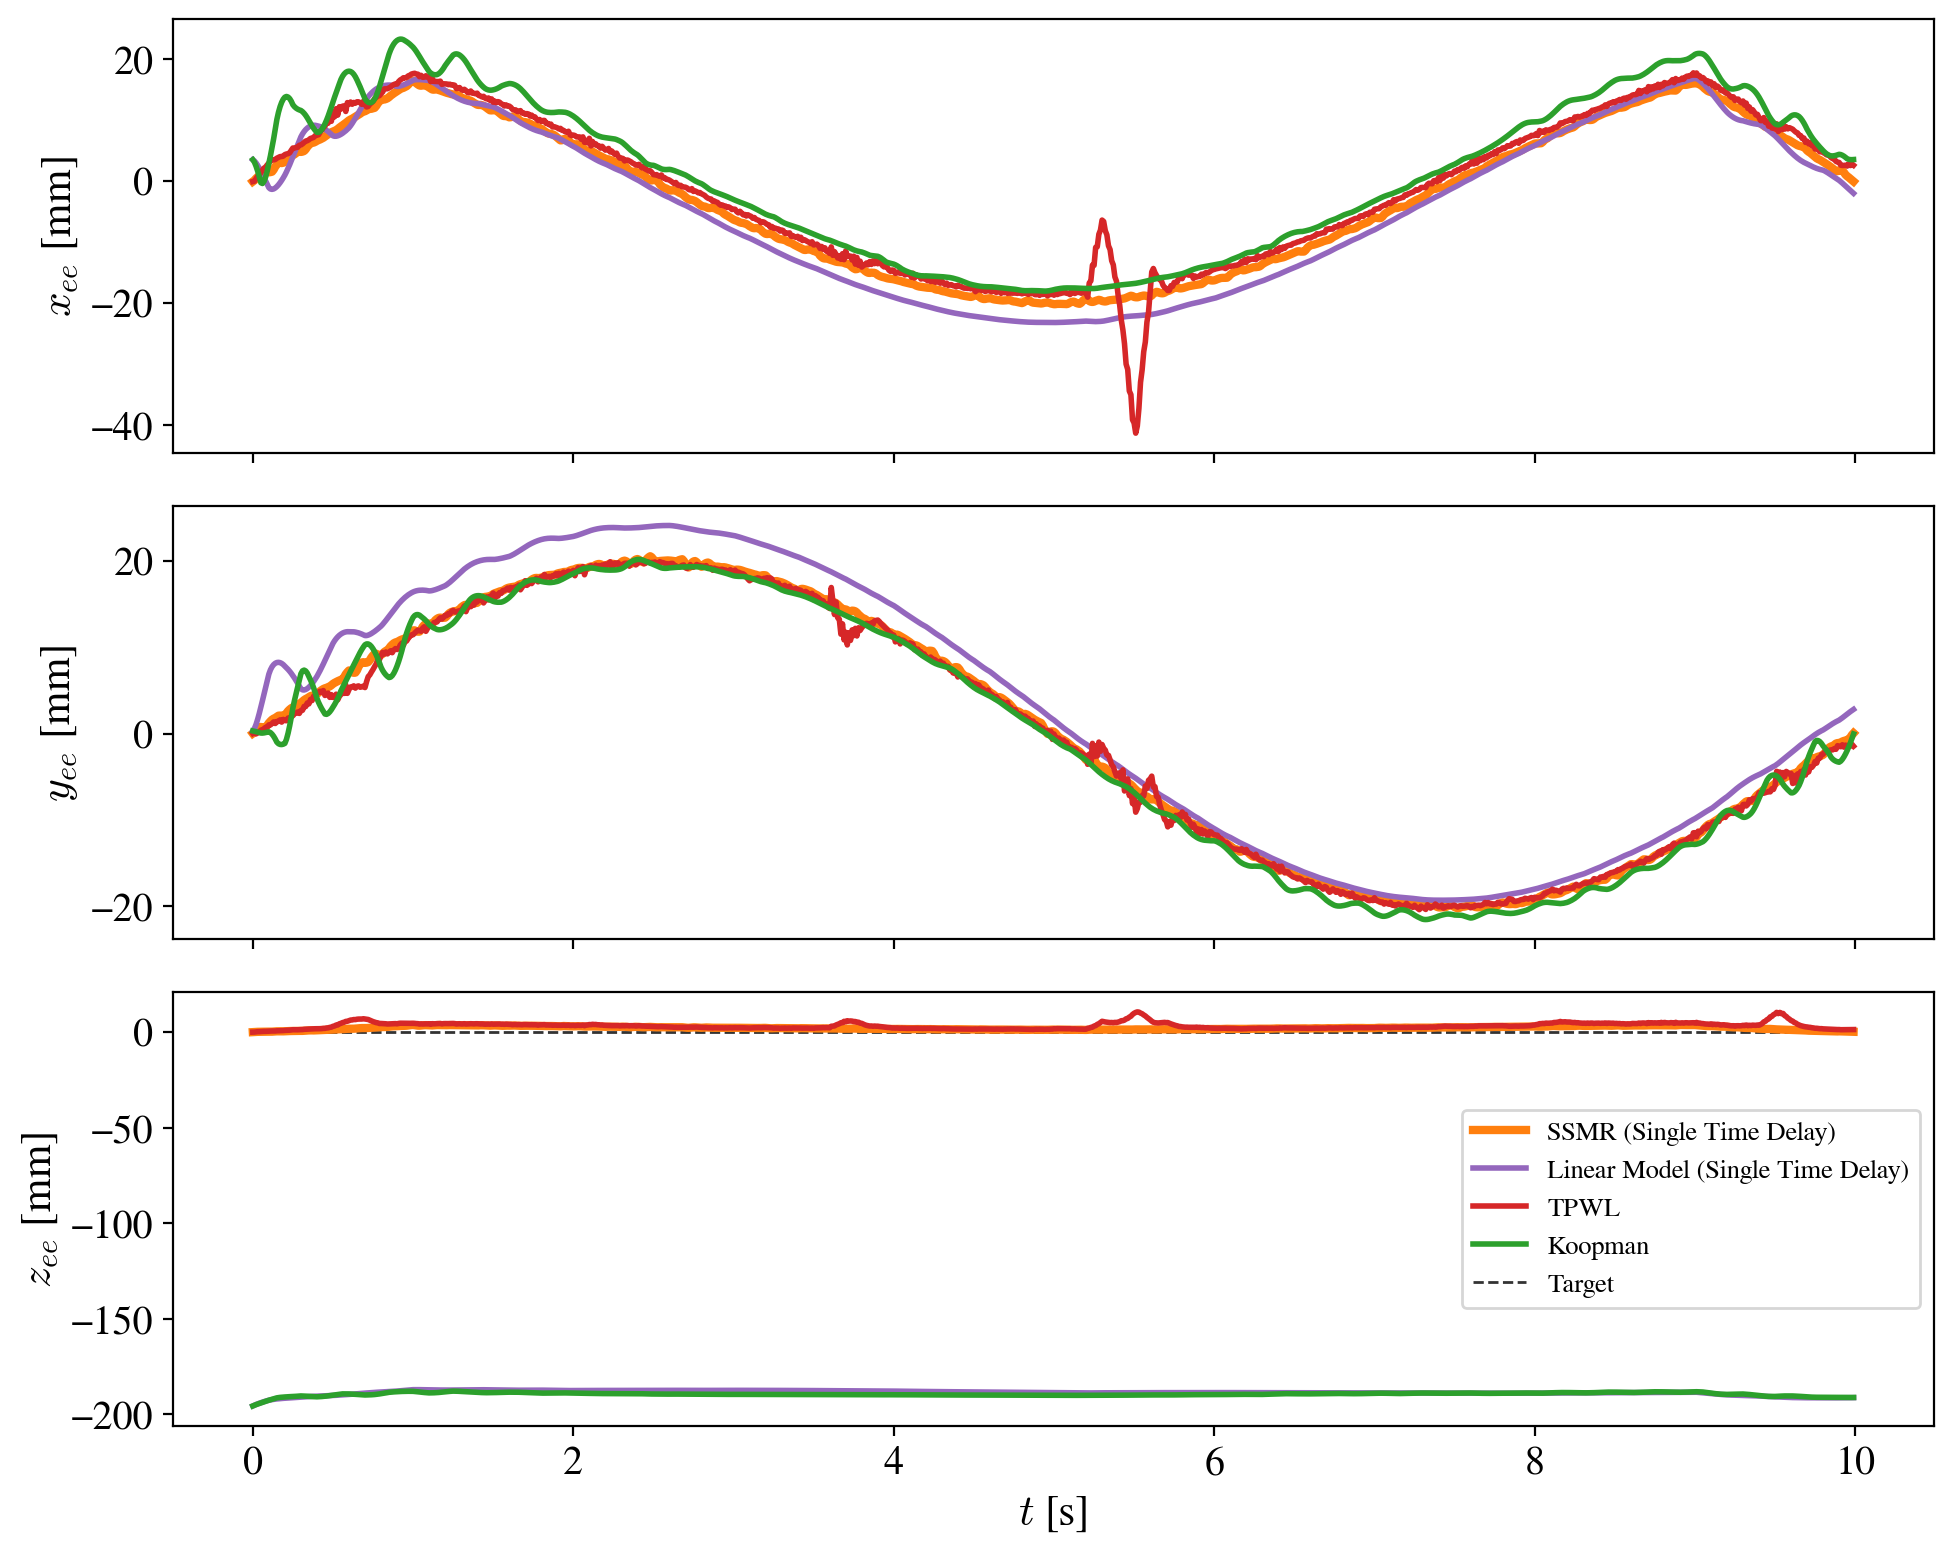 20
0
−20
−40
x_ee [mm]
20
0
−20
y_ee [mm]
0
−50
−100
−150
−200
z_ee [mm]
SSMR (Single Time Delay)
Linear Model (Single Time Delay)
TPWL
Koopman
Target
0 2 4 6 8 10
t [s]